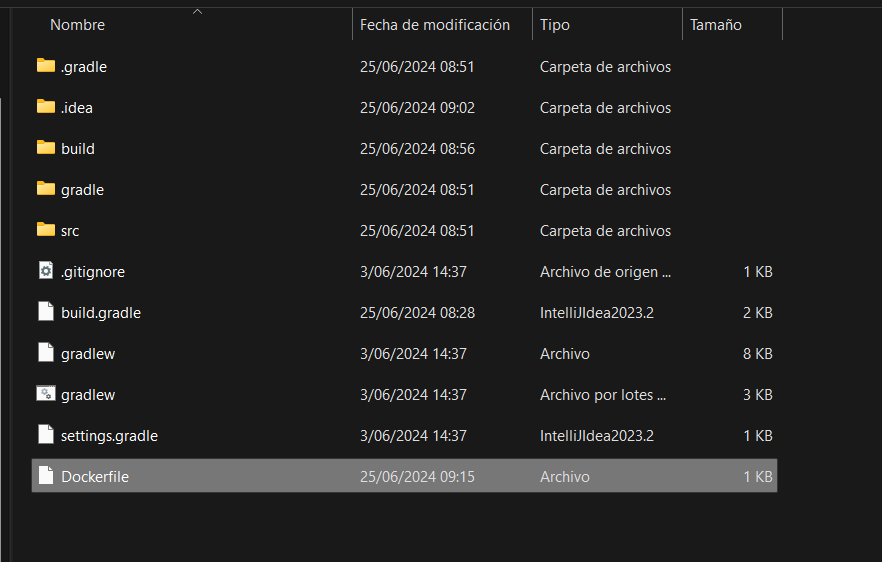 Nombre Fecha de modificación Tipo Tamaño
.gradle 25/06/2024 08:51 Carpeta de archivos
.idea 25/06/2024 09:02 Carpeta de archivos
build 25/06/2024 08:56 Carpeta de archivos
gradle 25/06/2024 08:51 Carpeta de archivos
src 25/06/2024 08:51 Carpeta de archivos
.gitignore 3/06/2024 14:37 Archivo de origen ... 1 KB
build.gradle 25/06/2024 08:28 IntelliJIdea2023.2 2 KB
gradlew 3/06/2024 14:37 Archivo 8 KB
gradlew 3/06/2024 14:37 Archivo por lotes ... 3 KB
settings.gradle 3/06/2024 14:37 IntelliJIdea2023.2 1 KB
Dockerfile 25/06/2024 09:15 Archivo 1 KB